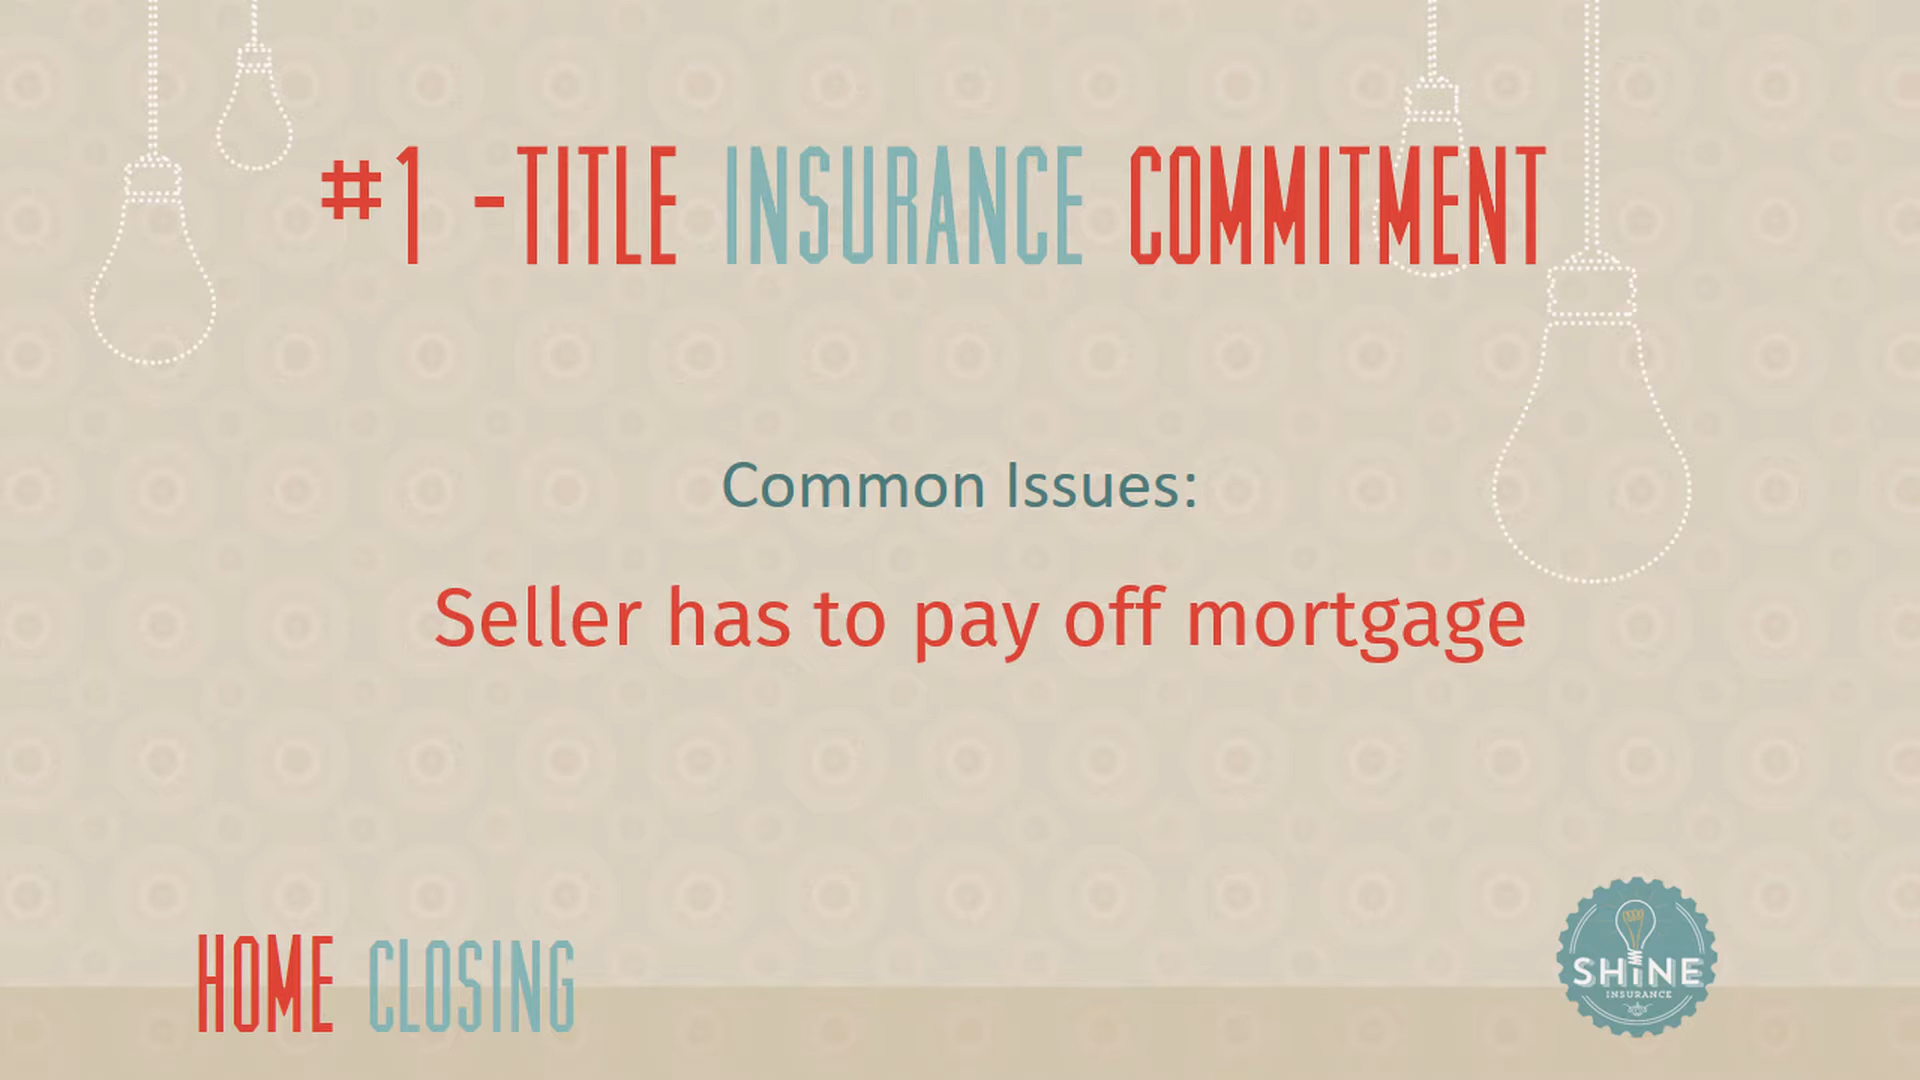 #1 -TITLE INSURANCE COMMITMENT
Common Issues:
Seller has to pay off mortgage
HOME CLOSING
SHiNE
INSURANCE